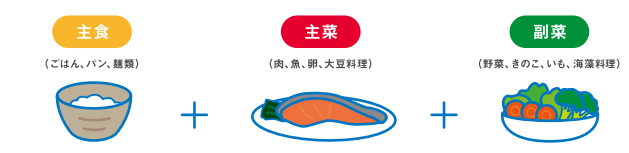 主食
(ごはん、パン、麺類)
主菜
(肉、魚、卵、大豆料理)
副菜
(野菜、きのこ、いも、海藻料理)